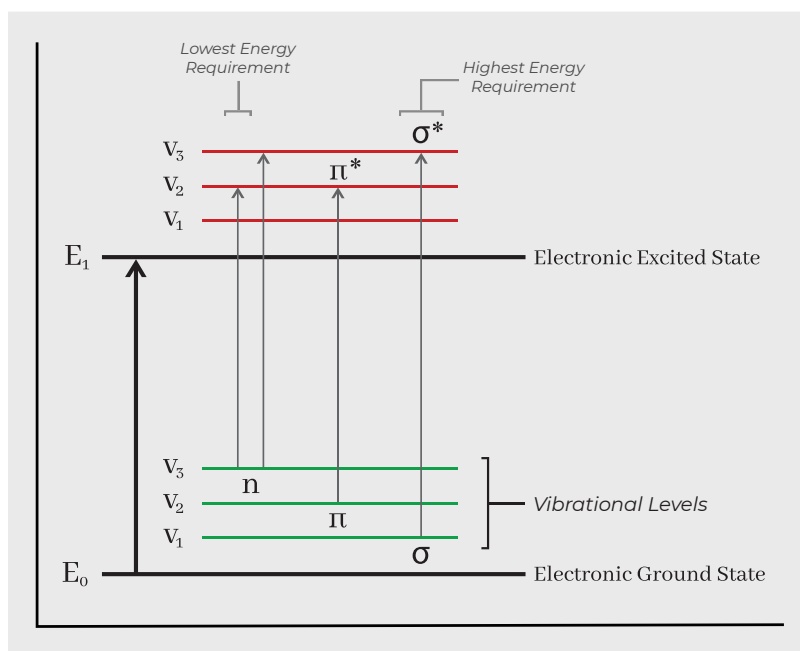 Lowest Energy
Requirement
Highest Energy
Requirement
σ*
V₃
π*
V₂
V₁
E₁
Electronic Excited State
V₃
n
V₂
Vibrational Levels
π
V₁
σ
E₀
Electronic Ground State